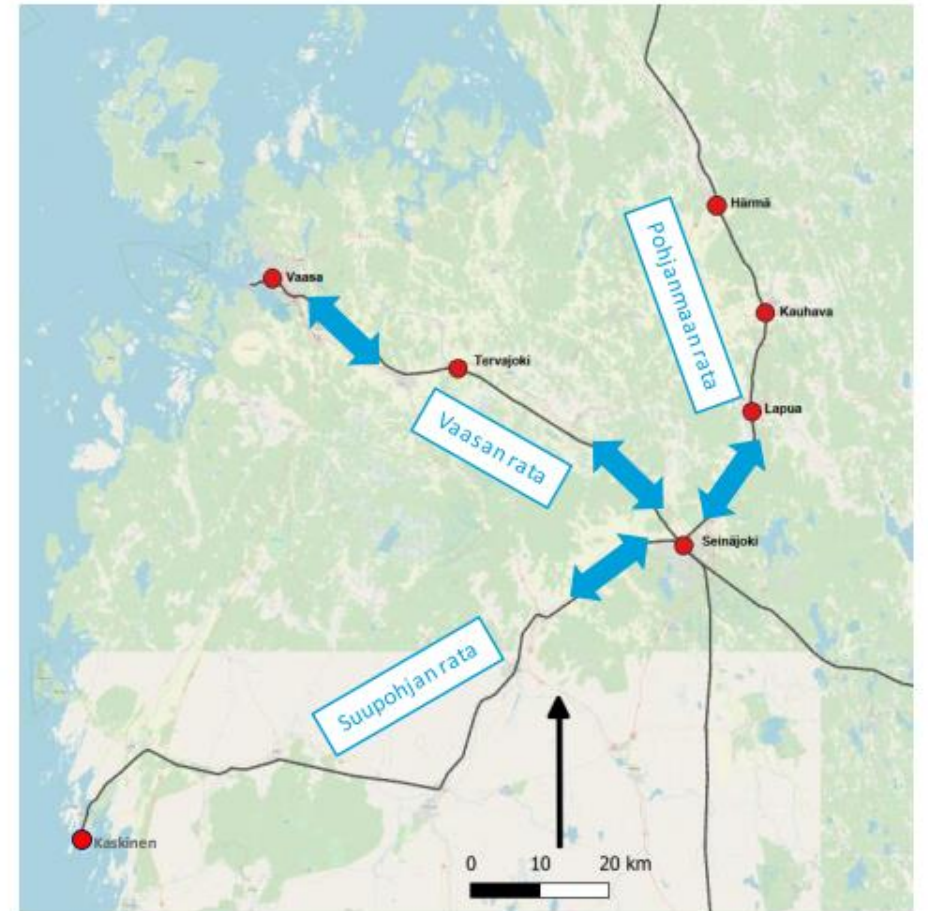 Härmä
Pohjanmaan rata
Vaasa
Kauhava
Tervajoki
Lapua
Vaasan rata
Seinäjoki
Suupohjan rata
Kaskinen
0 10 20 km